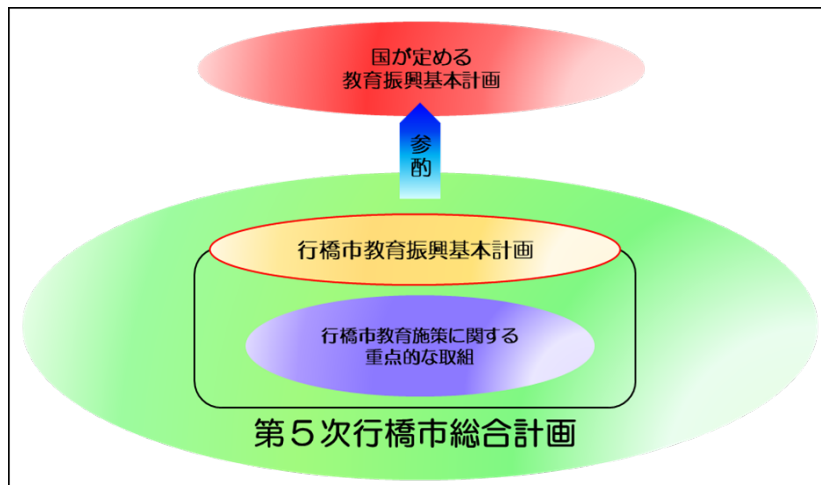 国が定める
教育振興基本計画
参酌
行橋市教育振興基本計画
行橋市教育施策に関する
重点的な取組
第５次行橋市総合計画